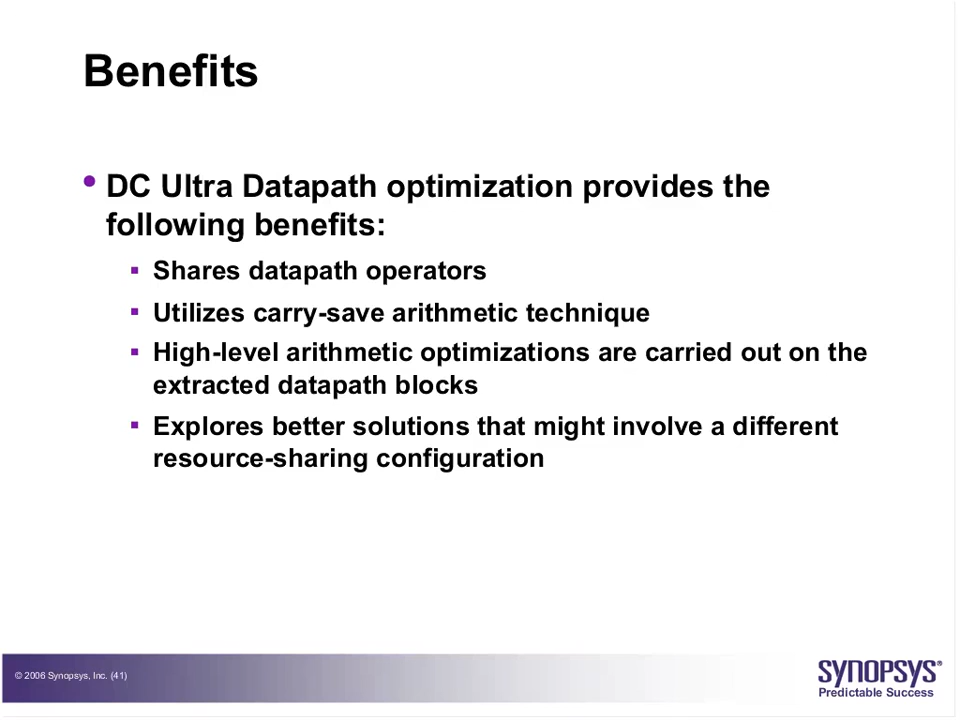 Benefits
• DC Ultra Datapath optimization provides the
following benefits:
▪ Shares datapath operators
▪ Utilizes carry-save arithmetic technique
▪ High-level arithmetic optimizations are carried out on the
extracted datapath blocks
▪ Explores better solutions that might involve a different
resource-sharing configuration
© 2006 Synopsys, Inc. (41)
SYNOPSYS®
Predictable Success